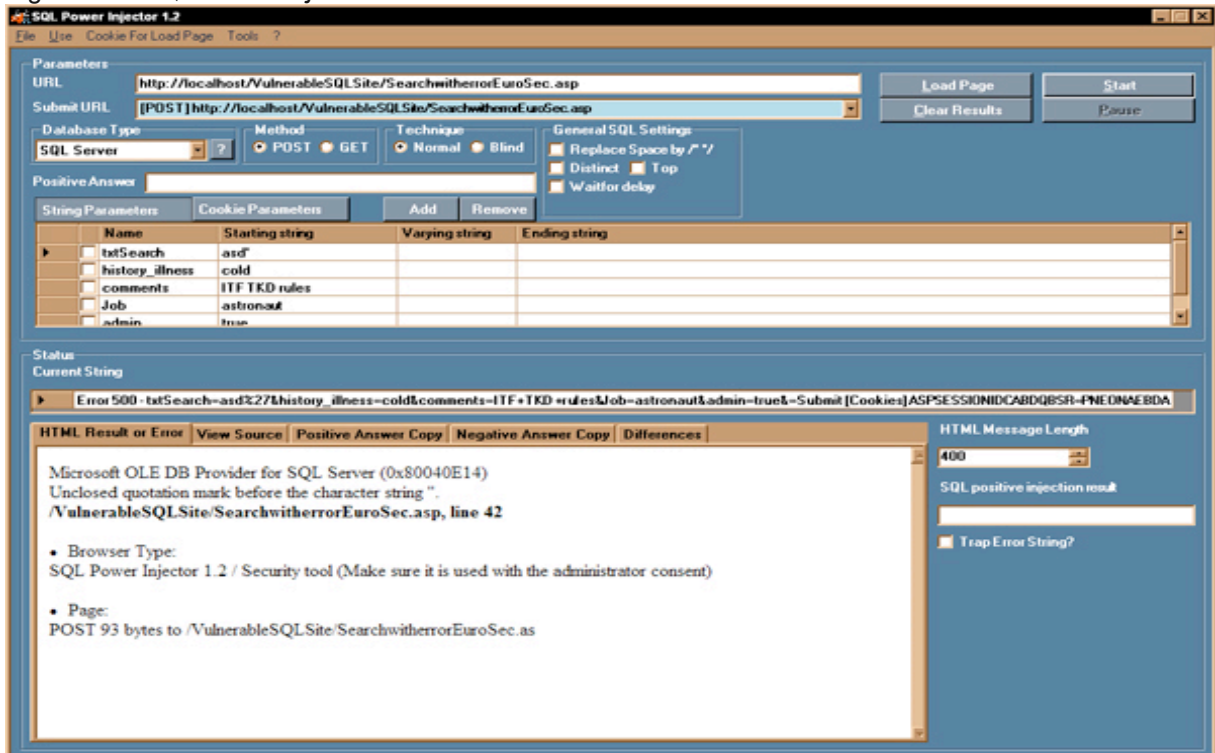 SQL Power Injector 1.2
File Use Cookie For Load Page Tools ?
Parameters
URL http://localhost/VulnerableSQLSite/SearchwitherrorEuroSec.asp Load Page Start
Submit URL [POST] http://localhost/VulnerableSQLSite/SearchwitherrorEuroSec.asp Clear Results Pause
Database Type Method Technique General SQL Settings
SQL Server ? POST GET Normal Blind Replace Space by /**/
Distinct Top
Positive Answer Waitfor delay
String Parameters Cookie Parameters Add Remove
Name Starting string Varying string Ending string
txtSearch asd'
history_illness cold
comments ITF TKD rules
Job astronaut
admin true
Status
Current String
Error 500 - txtSearch=asd%27&history_illness=cold&comments=ITF+TKD+rules&Job=astronaut&admin=true&=Submit [Cookies] ASPSESSIONIDCABDQBSR=PNEONAEBDA
HTML Result or Error View Source Positive Answer Copy Negative Answer Copy Differences HTML Message Length
400
Microsoft OLE DB Provider for SQL Server (0x80040E14)
Unclosed quotation mark before the character string ''.
/VulnerableSQLSite/SearchwitherrorEuroSec.asp, line 42
SQL positive injection result
Trap Error String?
• Browser Type:
SQL Power Injector 1.2 / Security tool (Make sure it is used with the administrator consent)
• Page:
POST 93 bytes to /VulnerableSQLSite/SearchwitherrorEuroSec.as